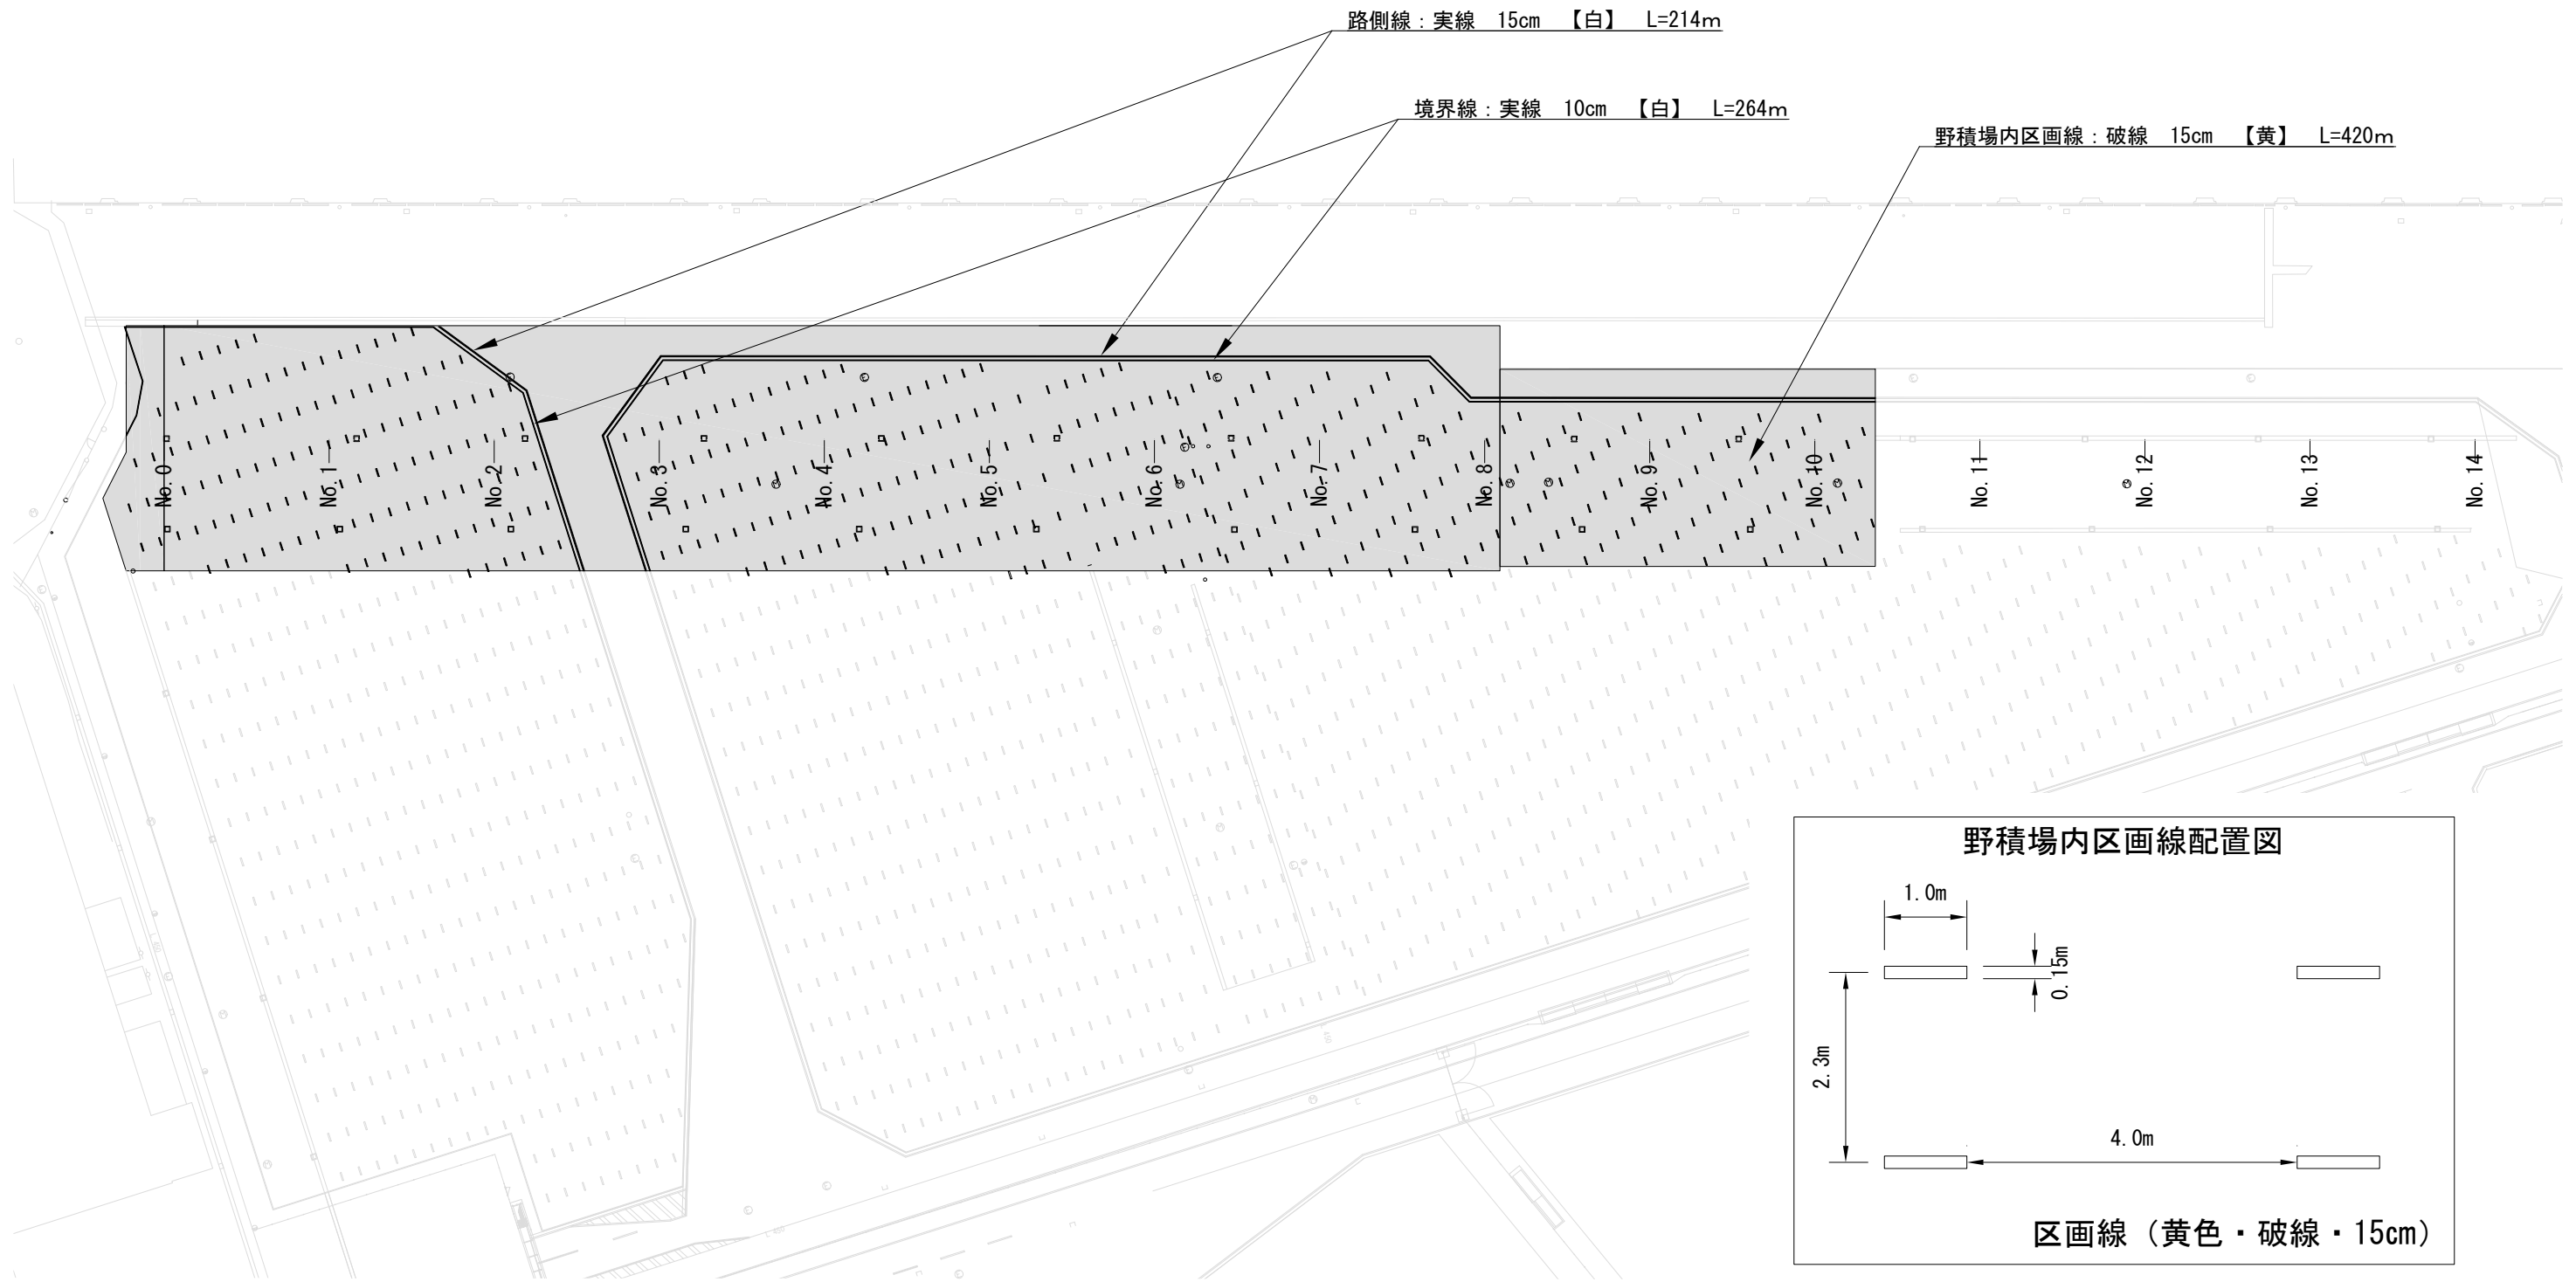 路側線：実線　15cm　【白】　L=214m
境界線：実線　10cm　【白】　L=264m
野積場内区画線：破線　15cm　【黄】　L=420m
No.0
No.1
No.2
No.3
No.4
No.5
No.6
No.7
No.8
No.9
No.10
No.11
No.12
No.13
No.14
野積場内区画線配置図
1.0m
0.15m
2.3m
4.0m
区画線（黄色・破線・15cm）